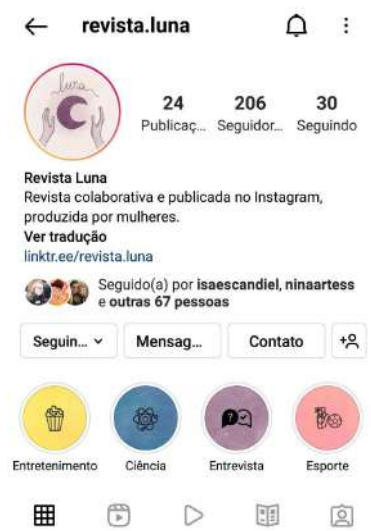 revista.luna
luna
24 206 30
Publicaç... Seguidor... Seguindo
Revista Luna
Revista colaborativa e publicada no Instagram,
produzida por mulheres.
Ver tradução
linktr.ee/revista.luna
Seguido(a) por isaescandiel, ninaartess
e outras 67 pessoas
Seguin... Mensag... Contato
Entretenimento Ciência Entrevista Esporte